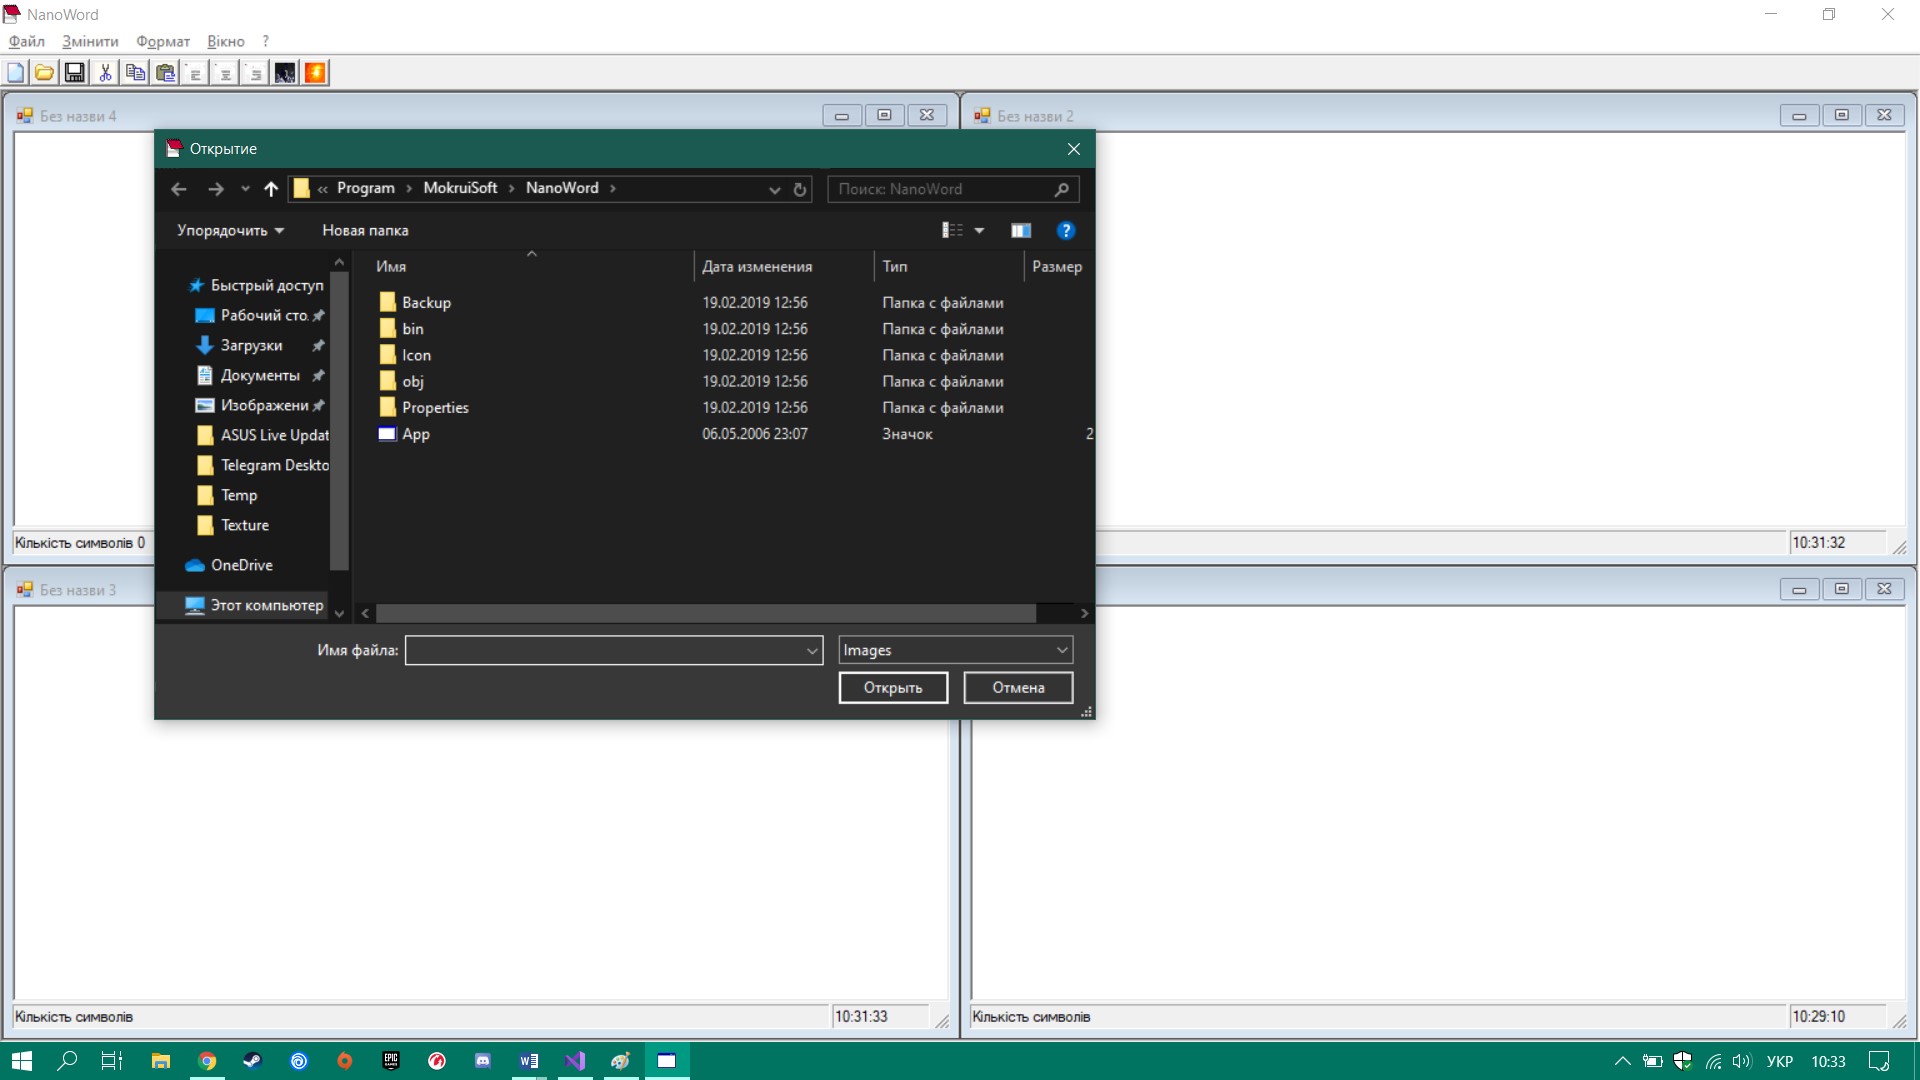 NanoWord
Файл Змінити Формат Вікно ?
Без назви 4
Без назви 2
Открытие
« Program › MokruiSoft › NanoWord ›
Поиск: NanoWord
Упорядочить Новая папка
Имя Дата изменения Тип Размер
Быстрый доступ
Рабочий сто.
Загрузки
Документы
Изображени
ASUS Live Updat
Telegram Deskto
Temp
Texture
OneDrive
Этот компьютер
Backup 19.02.2019 12:56 Папка с файлами
bin 19.02.2019 12:56 Папка с файлами
Icon 19.02.2019 12:56 Папка с файлами
obj 19.02.2019 12:56 Папка с файлами
Properties 19.02.2019 12:56 Папка с файлами
App 06.05.2006 23:07 Значок 2
Имя файла:
Images
Открыть Отмена
Кількість символів 0
10:31:32
Без назви 3
Кількість символів 10:31:33
Кількість символів 10:29:10
EPIC GAMES
УКР 10:33